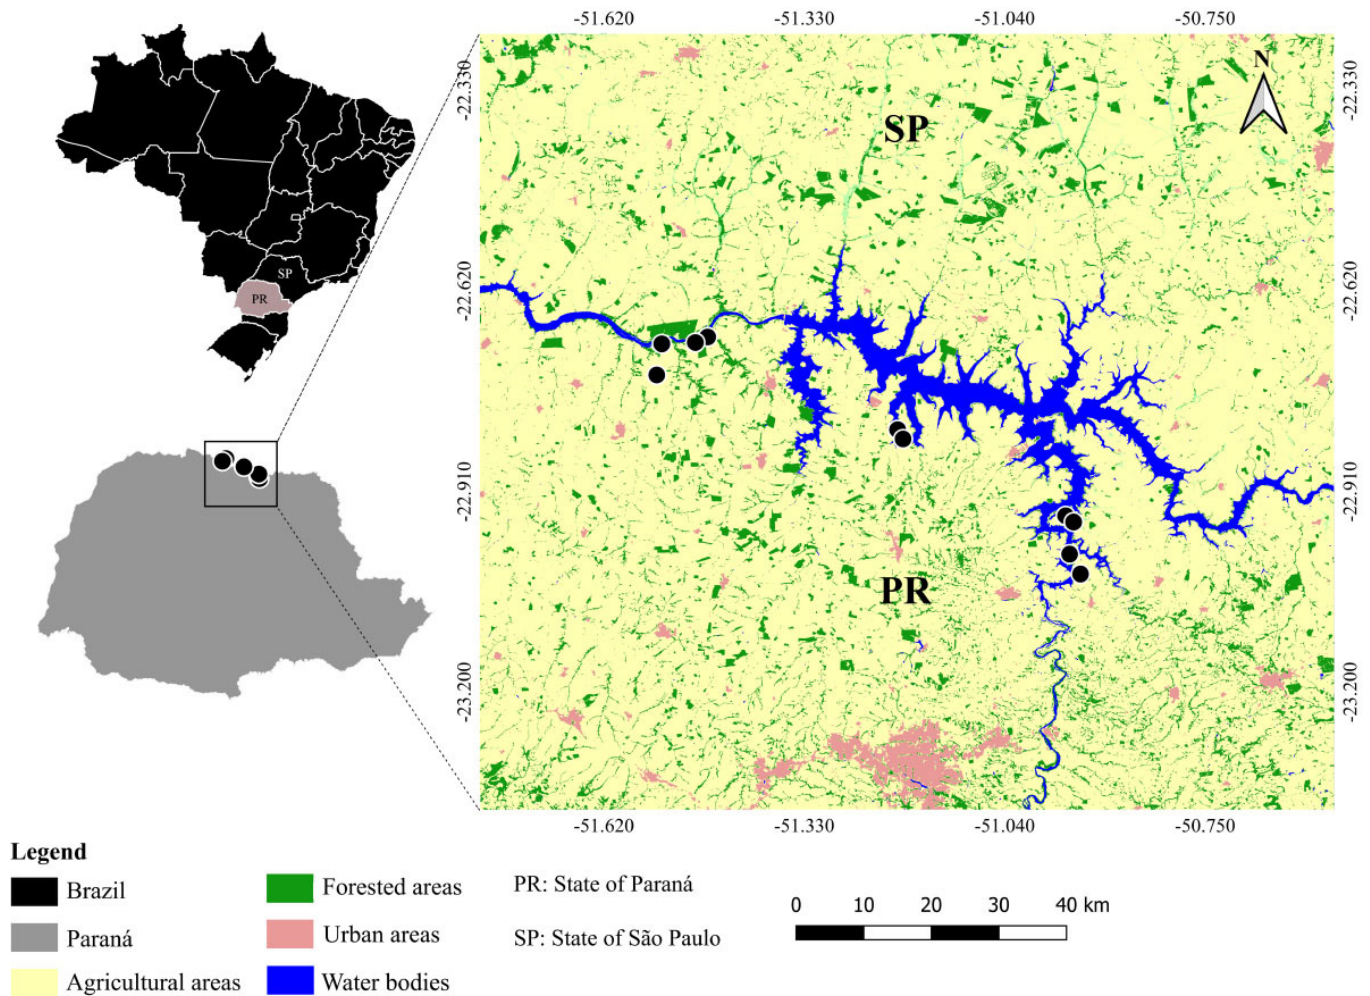 -51.620 -51.330 -51.040 -50.750
-22.330
-22.330
N
SP
SP
PR
-22.620
-22.620
-22.910
-22.910
PR
-23.200
-23.200
-51.620 -51.330 -51.040 -50.750
Legend
Brazil
Paraná
Agricultural areas
Forested areas
Urban areas
Water bodies
PR: State of Paraná
SP: State of São Paulo
0 10 20 30 40 km